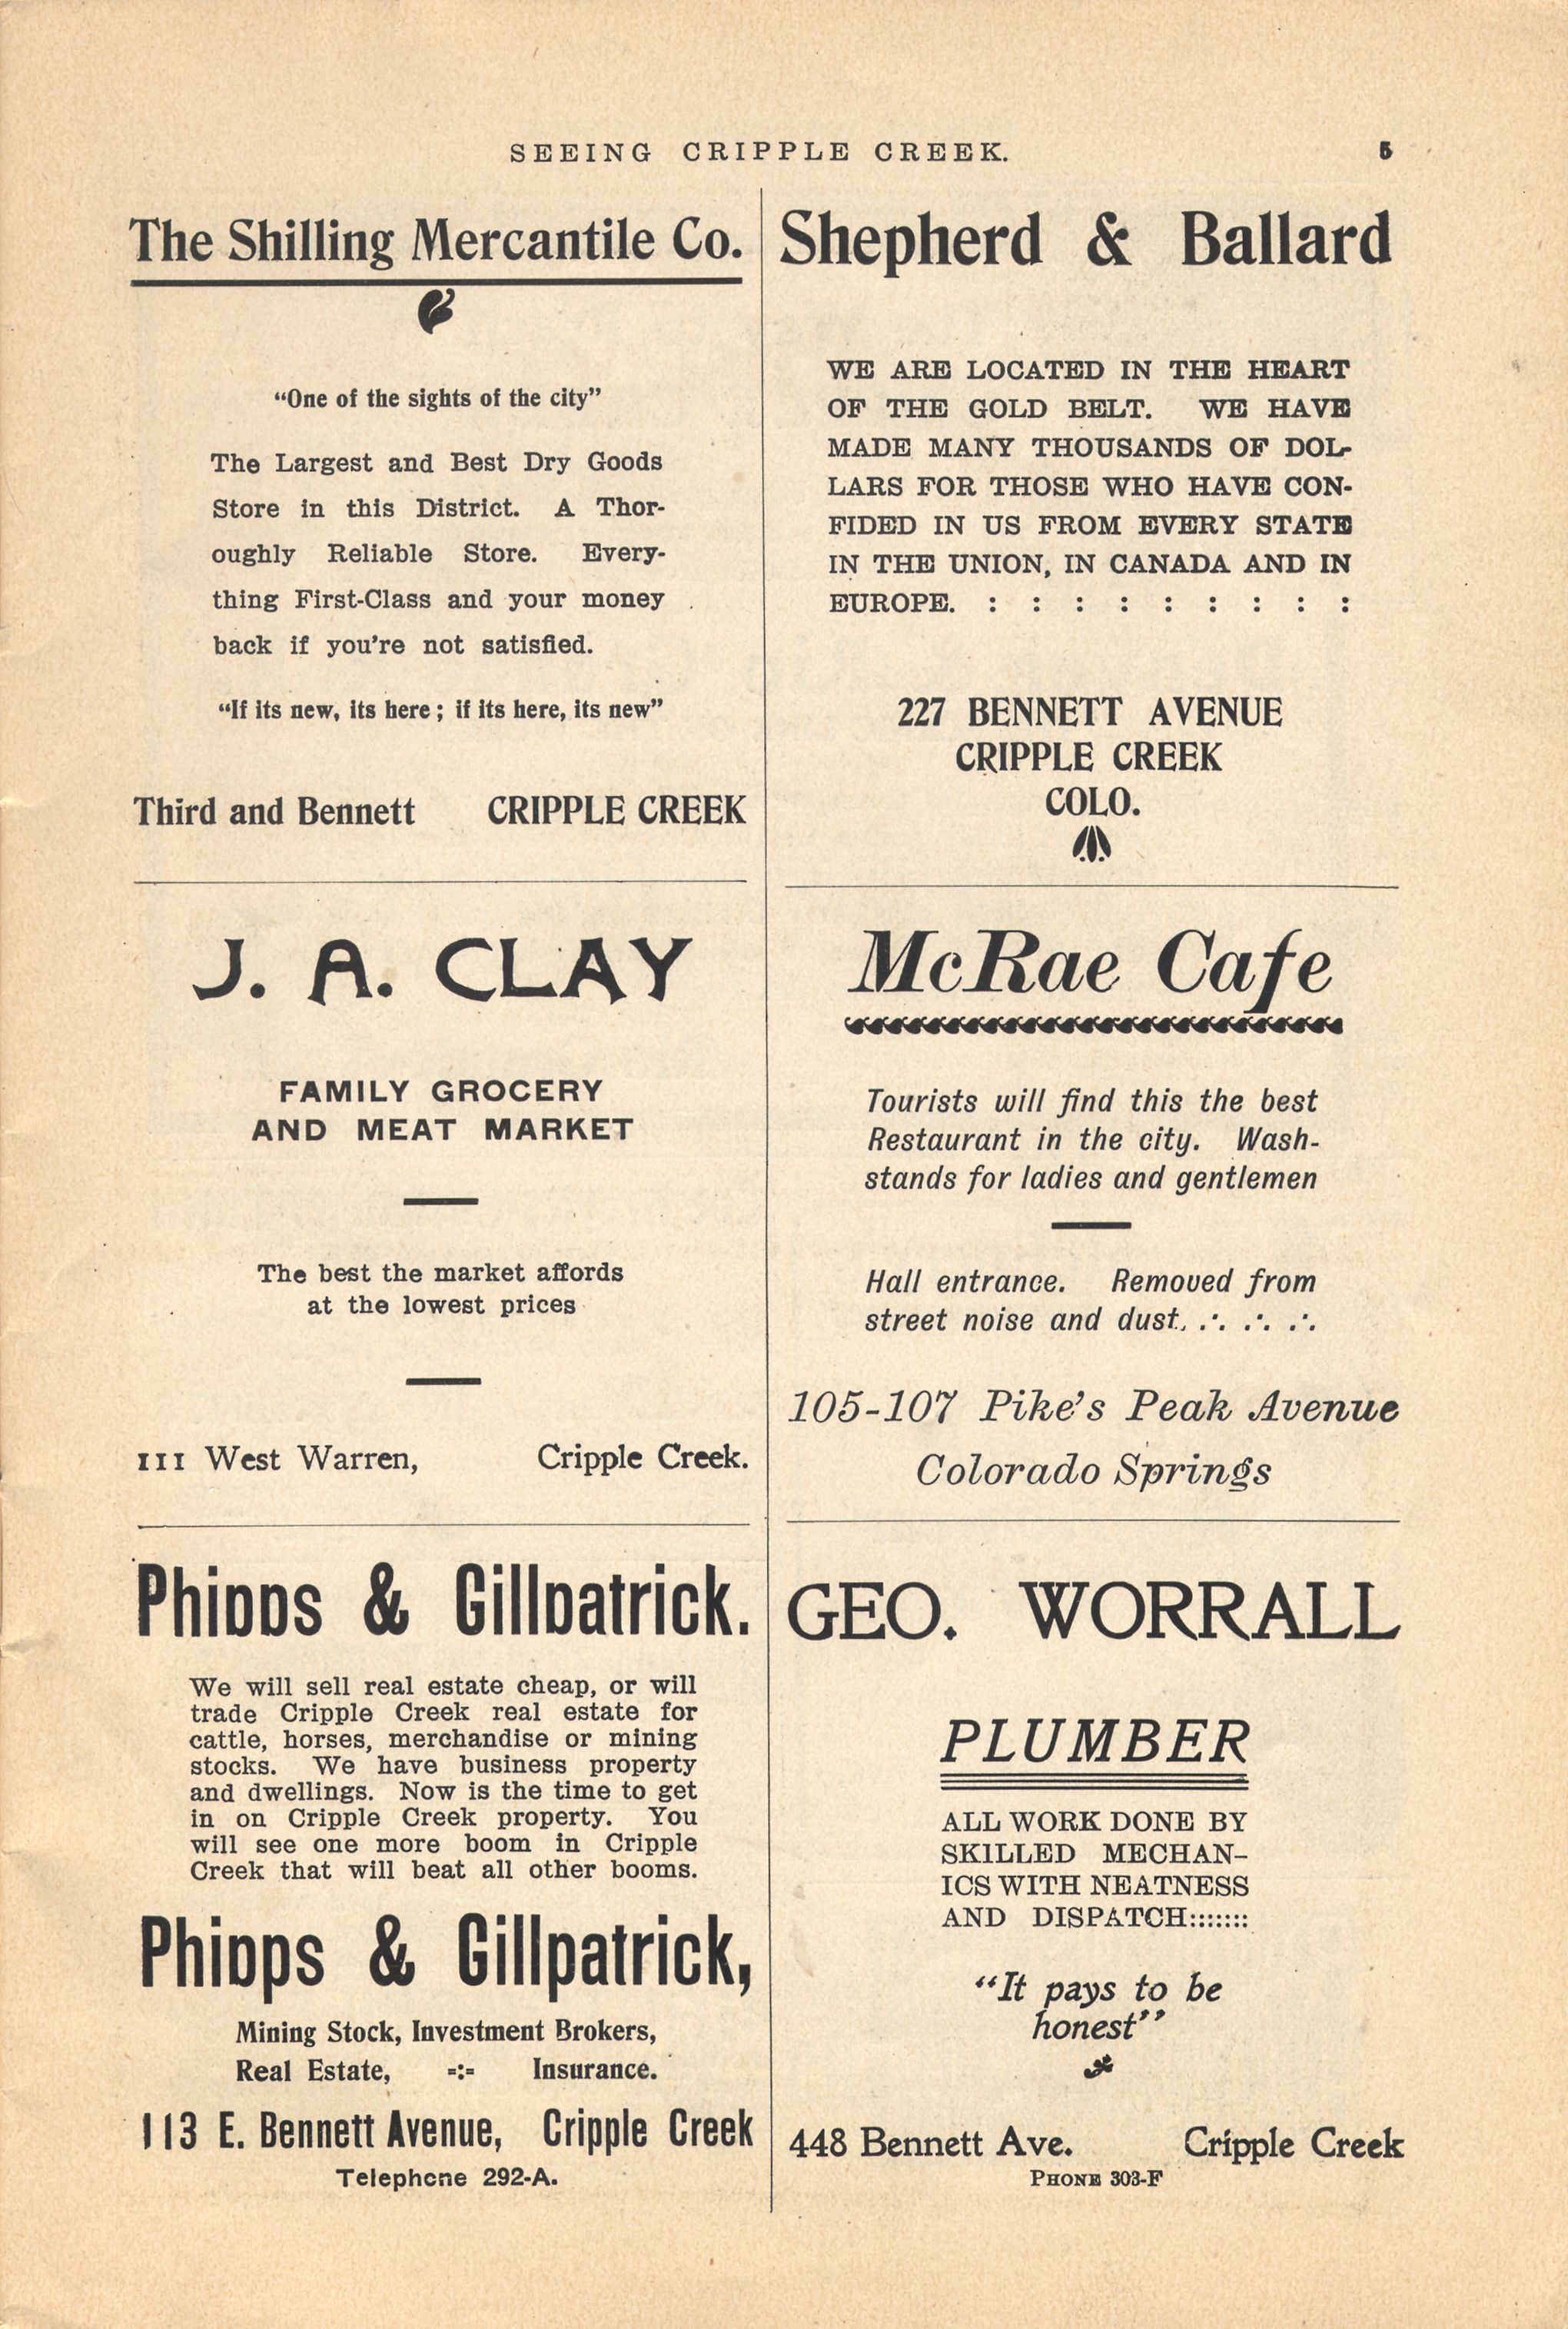 SEEING CRIPPLE CREEK.
5
The Shilling Mercantile Co.
“One of the sights of the city”
The Largest and Best Dry Goods
Store in this District. A Thor-
oughly Reliable Store. Every-
thing First-Class and your money
back if you're not satisfied.
“If its new, its here; if its here, its new”
Third and Bennett CRIPPLE CREEK
J. A. CLAY
FAMILY GROCERY
AND MEAT MARKET
The best the market affords
at the lowest prices
111 West Warren, Cripple Creek.
Phipps & Gillpatrick.
We will sell real estate cheap, or will
trade Cripple Creek real estate for
cattle, horses, merchandise or mining
stocks. We have business property
and dwellings. Now is the time to get
in on Cripple Creek property. You
will see one more boom in Cripple
Creek that will beat all other booms.
Phipps & Gillpatrick,
Mining Stock, Investment Brokers,
Real Estate, -:- Insurance.
113 E. Bennett Avenue, Cripple Creek
Telephone 292-A.
Shepherd & Ballard
WE ARE LOCATED IN THE HEART
OF THE GOLD BELT. WE HAVE
MADE MANY THOUSANDS OF DOL-
LARS FOR THOSE WHO HAVE CON-
FIDED IN US FROM EVERY STATE
IN THE UNION, IN CANADA AND IN
EUROPE. : : : : : : : : :
227 BENNETT AVENUE
CRIPPLE CREEK
COLO.
McRae Cafe
Tourists will find this the best
Restaurant in the city. Wash-
stands for ladies and gentlemen
Hall entrance. Removed from
street noise and dust. ∴ ∴ ∴
105-107 Pike's Peak Avenue
Colorado Springs
GEO. WORRALL
PLUMBER
ALL WORK DONE BY
SKILLED MECHAN-
ICS WITH NEATNESS
AND DISPATCH:::::::
“It pays to be
honest”
448 Bennett Ave. Cripple Creek
PHONE 303-F